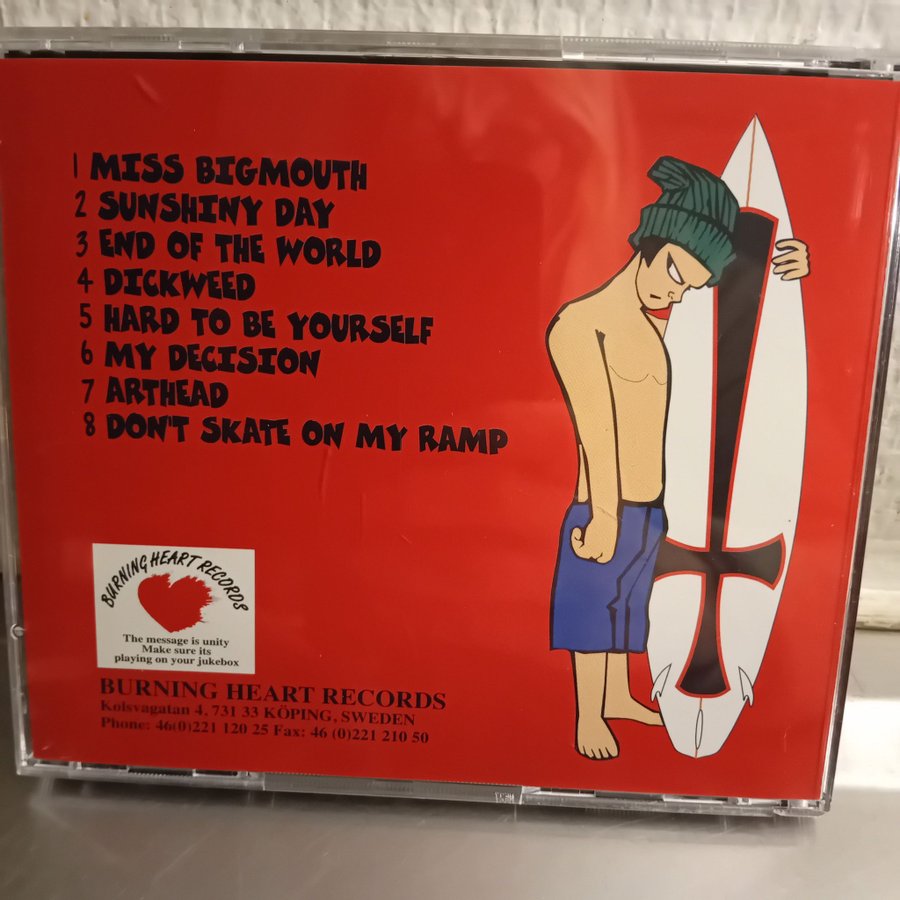 1 MISS BIGMOUTH
2 SUNSHINY DAY
3 END OF THE WORLD
4 DICKWEED
5 HARD TO BE YOURSELF
6 MY DECISION
7 ARTHEAD
8 DON'T SKATE ON MY RAMP
BURNING HEART RECORDS
The message is unity
Make sure its
playing on your jukebox
BURNING HEART RECORDS
Kolsvagatan 4, 731 33 KÖPING, SWEDEN
Phone: 46(0)221 120 25 Fax: 46 (0)221 210 50